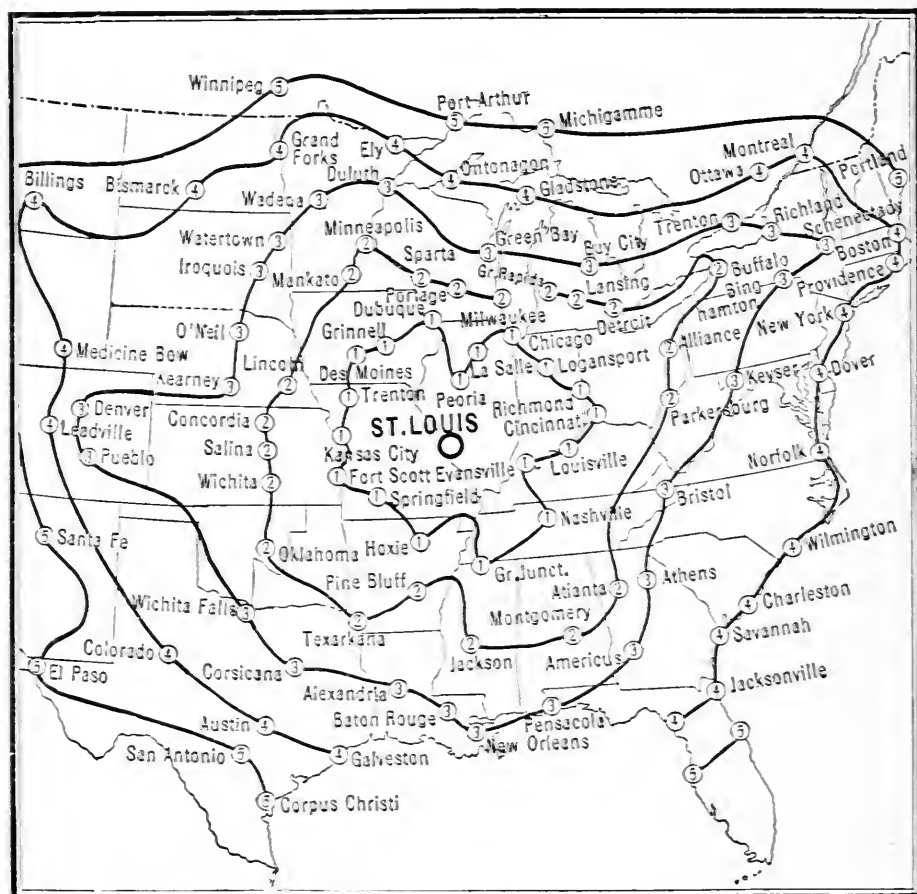 Winnipeg 5
Port Arthur
5
Michigamme
5
Grand
Forks
4
Ely 4
Ontonagon
4
Gladstone
4
Montreal
4
Ottawa 4
Portland
5
Billings
4
Bismarck 4
Duluth
3
Wadena 3
Minneapolis
2
Watertown 3
Iroquois 3
Mankato 2
Sparta
2
Portage 2
2
Green Bay
3
Bay City
3
Trenton 3
Richland
3
Schenectady
3
Boston 4
Providence 4
Gr. Rapids 2
2
Lansing
2
Buffalo
2
Bing
hamton
3
New York 4
Dubuque 1
Milwaukee
Detroit
Grinnell
1
1
Chicago
1
1
La Salle
Alliance
2
O'Neil 3
Medicine Bow
4
Lincoln
2
Des Moines
Trenton
1
Peoria
1
Logansport
1
Kearney 3
Denver
3
Leadville
4
Pueblo
3
Concordia 2
Salina 2
Wichita 2
ST. LOUIS
Richmond
1
Cincinnat
1
Parkersburg
2
Keyser
3
Dover
4
Kansas City
1
Fort Scott
1
Evansville
1
Louisville
1
Norfolk 4
Springfield
1
Nashville
1
Bristol
3
Santa Fe
5
Oklahoma
2
Hoxie
1
Gr. Junct.
1
Wilmington
4
Wichita Falls 3
Pine Bluff
2
Texarkana
2
Atlanta 2
Athens
3
Charleston
4
Montgomery
2
Savannah
4
Jackson
2
Americus 3
Colorado 4
El Paso
5
Corsicana 3
Alexandria 3
Jacksonville
4
Baton Rouge 3
New Orleans
3
Pensacola
3
4
Austin 4
San Antonio 5
Galveston
4
5
5
Corpus Christi
5